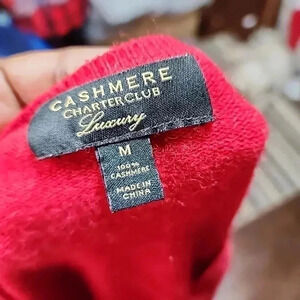 CASHMERE
CHARTER CLUB
Luxury
M
100%
CASHMERE
MADE IN
CHINA